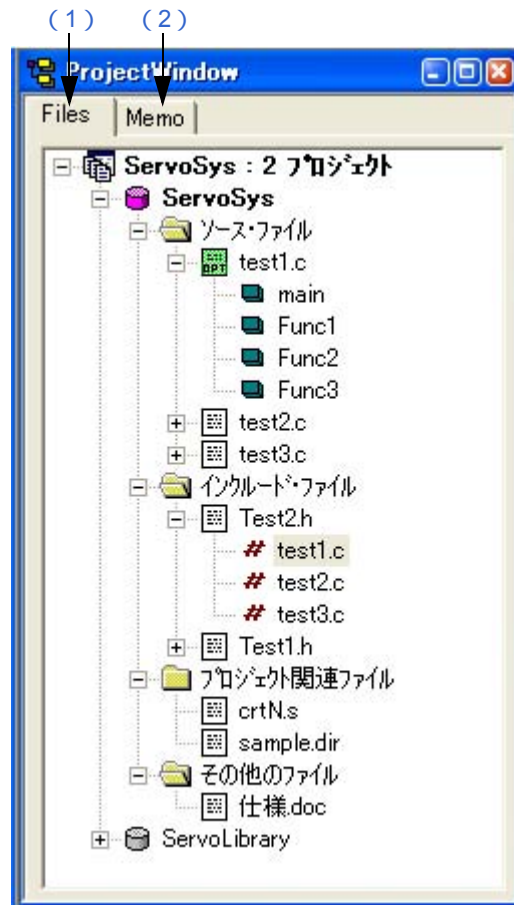 (1) (2)
ProjectWindow
Files Memo
ServoSys : 2 プロジェクト
ServoSys
ソース・ファイル
OPT test1.c
main
Func1
Func2
Func3
test2.c
test3.c
インクルード・ファイル
Test2.h
# test1.c
# test2.c
# test3.c
Test1.h
プロジェクト関連ファイル
crtN.s
sample.dir
その他のファイル
仕様.doc
ServoLibrary